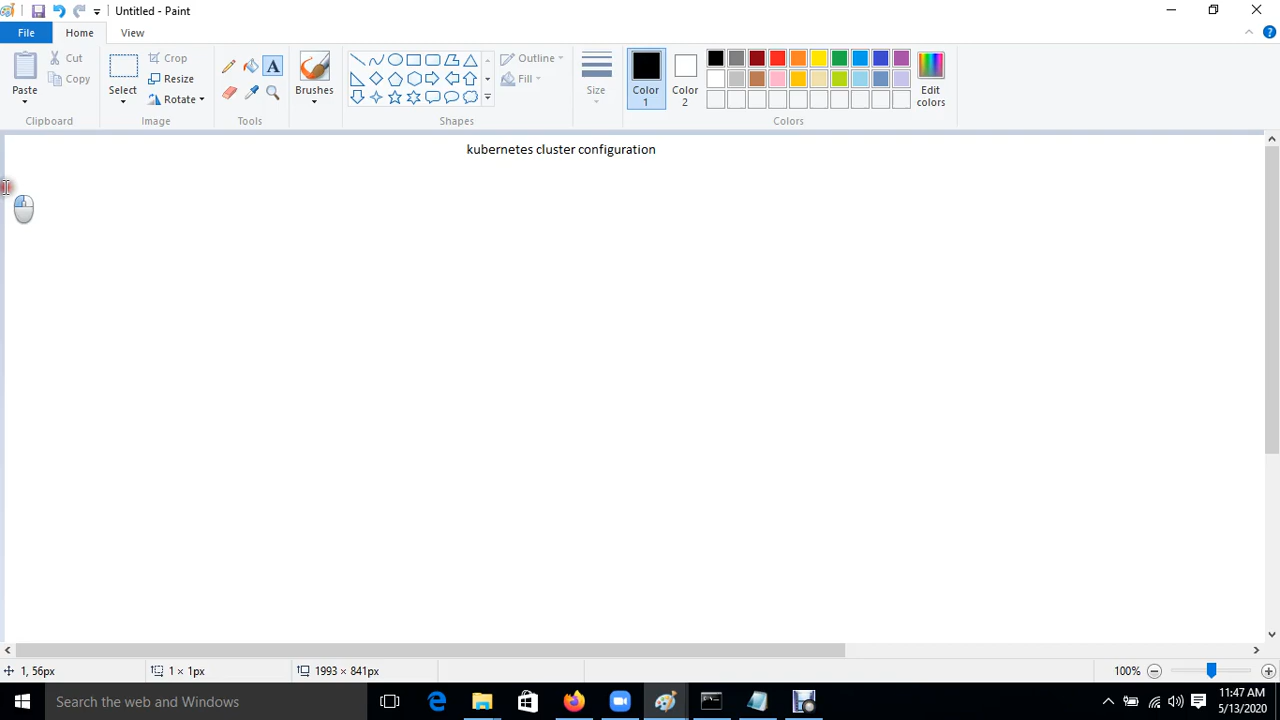 Untitled - Paint
File
Home
View
Paste
Cut
Copy
Clipboard
Select
Crop
Resize
Rotate
Image
A
Tools
Brushes
Outline
Fill
Shapes
Size
Color 1
Color 2
Edit colors
Colors
kubernetes cluster configuration
1, 56px
1 × 1px
1993 × 841px
100%
Search the web and Windows
11:47 AM
5/13/2020